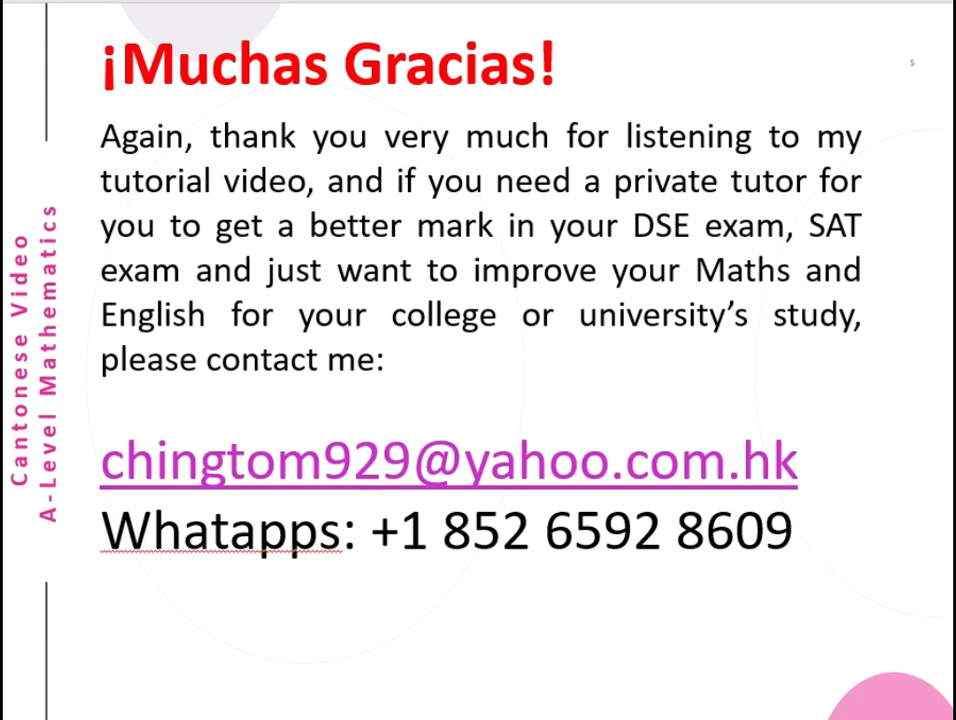 ¡Muchas Gracias!
5
Again, thank you very much for listening to my
tutorial video, and if you need a private tutor for
you to get a better mark in your DSE exam, SAT
exam and just want to improve your Maths and
English for your college or university’s study,
please contact me:
chingtom929@yahoo.com.hk
Whatapps: +1 852 6592 8609
Cantonese Video
A-Level Mathematics